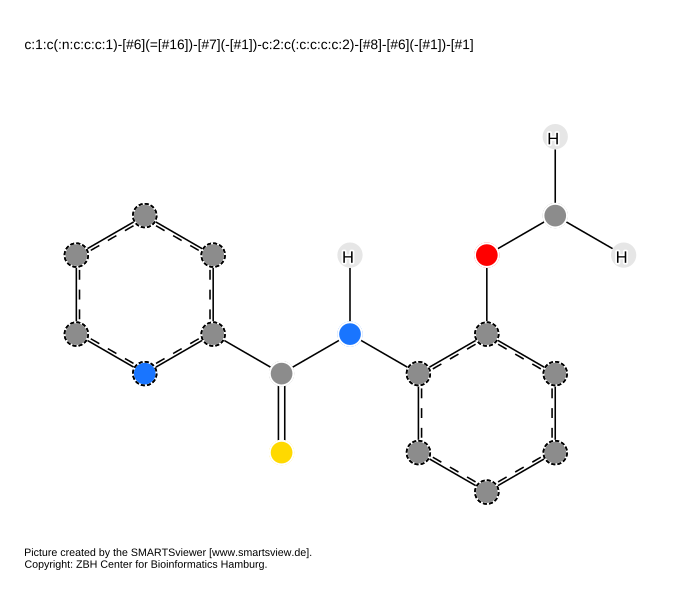 c:1:c(:n:c:c:c:1)-[#6](=[#16])-[#7](-[#1])-c:2:c(:c:c:c:c:2)-[#8]-[#6](-[#1])-[#1]
H
H
H
Picture created by the SMARTSviewer [www.smartsview.de].
Copyright: ZBH Center for Bioinformatics Hamburg.